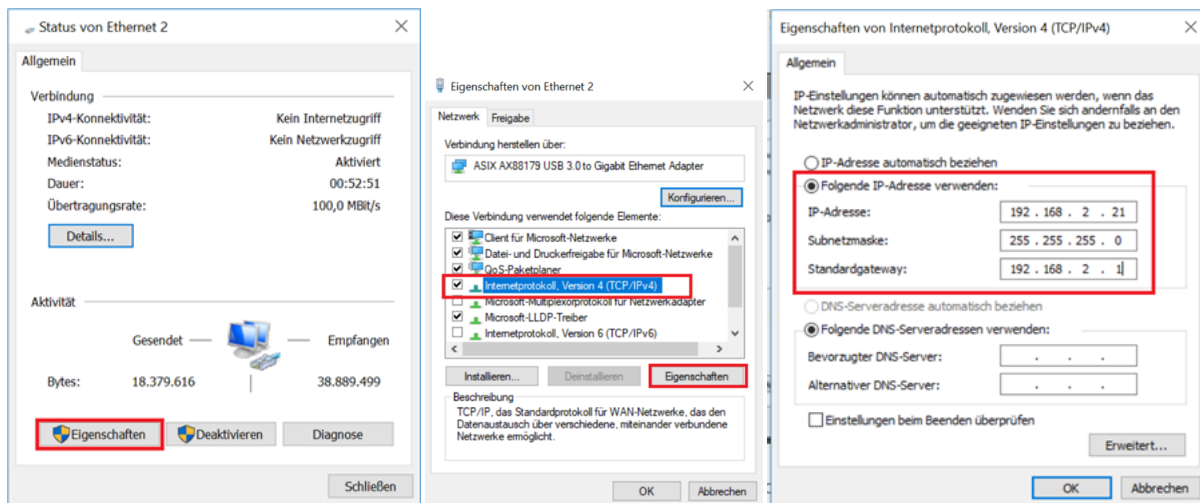 Status von Ethernet 2
Allgemein
Verbindung
IPv4-Konnektivität: Kein Internetzugriff
IPv6-Konnektivität: Kein Netzwerkzugriff
Medienstatus: Aktiviert
Dauer: 00:52:51
Übertragungsrate: 100,0 MBit/s
Details...
Aktivität
Gesendet
Empfangen
Bytes: 18.379.616 38.889.499
Eigenschaften
Deaktivieren
Diagnose
Schließen
Eigenschaften von Ethernet 2
Netzwerk Freigabe
Verbindung herstellen über:
ASIX AX88179 USB 3.0 to Gigabit Ethernet Adapter
Konfigurieren...
Diese Verbindung verwendet folgende Elemente:
Client für Microsoft-Netzwerke
Datei- und Druckerfreigabe für Microsoft-Netzwerke
QoS-Paketplaner
Internetprotokoll, Version 4 (TCP/IPv4)
Microsoft-Multiplexorprotokoll für Netzwerkadapter
Microsoft-LLDP-Treiber
Internetprotokoll, Version 6 (TCP/IPv6)
Installieren...
Deinstallieren
Eigenschaften
Beschreibung
TCP/IP, das Standardprotokoll für WAN-Netzwerke, das den
Datenaustausch über verschiedene, miteinander verbundene
Netzwerke ermöglicht.
OK
Abbrechen
Eigenschaften von Internetprotokoll, Version 4 (TCP/IPv4)
Allgemein
IP-Einstellungen können automatisch zugewiesen werden, wenn das
Netzwerk diese Funktion unterstützt. Wenden Sie sich andernfalls an den
Netzwerkadministrator, um die geeigneten IP-Einstellungen zu beziehen.
IP-Adresse automatisch beziehen
Folgende IP-Adresse verwenden:
IP-Adresse: 192 . 168 . 2 . 21
Subnetzmaske: 255 . 255 . 255 . 0
Standardgateway: 192 . 168 . 2 . 1
DNS-Serveradresse automatisch beziehen
Folgende DNS-Serveradressen verwenden:
Bevorzugter DNS-Server: . . .
Alternativer DNS-Server: . . .
Einstellungen beim Beenden überprüfen
Erweitert...
OK
Abbrechen